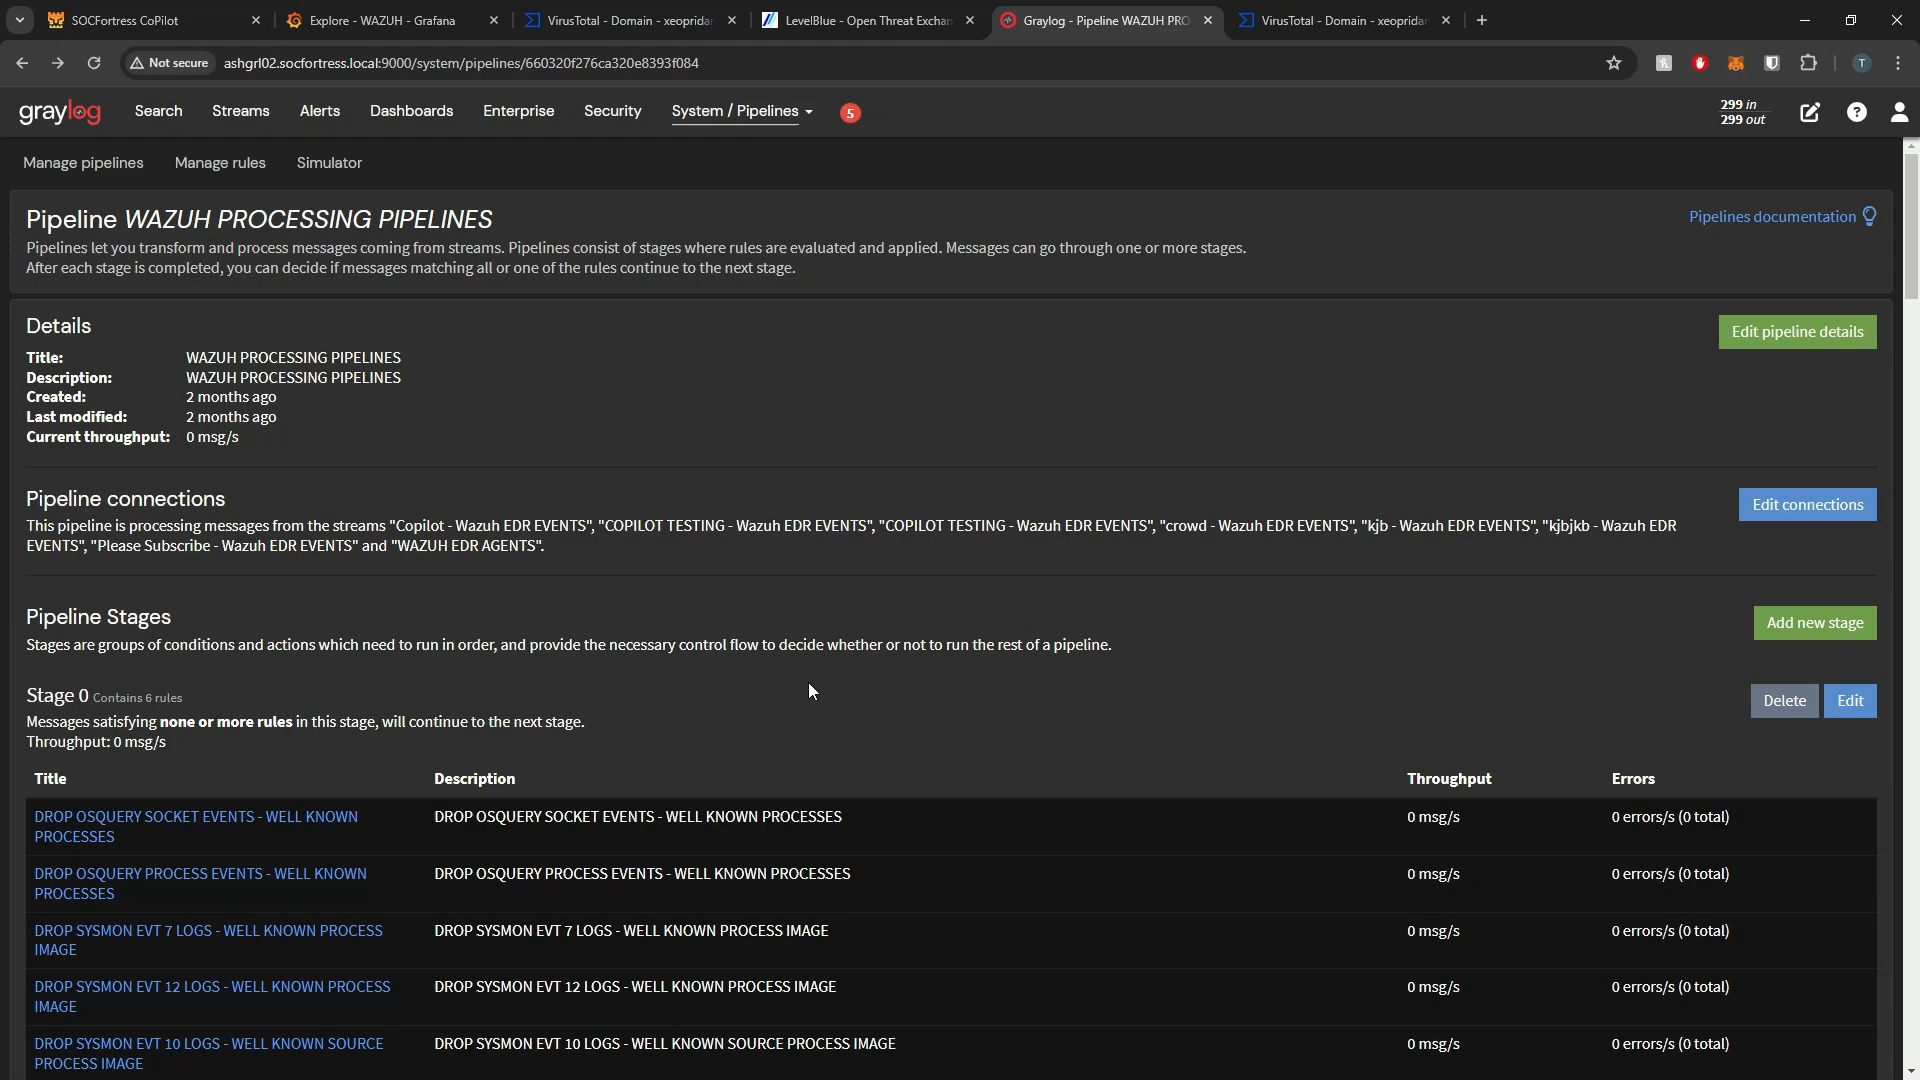 SOCFortress CoPilot
Explore - WAZUH - Grafana
VirusTotal - Domain - xeoprida
LevelBlue - Open Threat Exchan
Graylog - Pipeline WAZUH PRO
VirusTotal - Domain - xeoprida
Not secure
ashgrl02.socfortress.local:9000/system/pipelines/660320f276ca320e8393f084
T
graylog
Search
Streams
Alerts
Dashboards
Enterprise
Security
System / Pipelines
5
299 in
299 out
Manage pipelines
Manage rules
Simulator
Pipeline WAZUH PROCESSING PIPELINES
Pipelines documentation
Pipelines let you transform and process messages coming from streams. Pipelines consist of stages where rules are evaluated and applied. Messages can go through one or more stages.
After each stage is completed, you can decide if messages matching all or one of the rules continue to the next stage.
Details
Edit pipeline details
Title: WAZUH PROCESSING PIPELINES
Description: WAZUH PROCESSING PIPELINES
Created: 2 months ago
Last modified: 2 months ago
Current throughput: 0 msg/s
Pipeline connections
Edit connections
This pipeline is processing messages from the streams "Copilot - Wazuh EDR EVENTS", "COPILOT TESTING - Wazuh EDR EVENTS", "COPILOT TESTING - Wazuh EDR EVENTS", "crowd - Wazuh EDR EVENTS", "kjb - Wazuh EDR EVENTS", "kjbjkb - Wazuh EDR
EVENTS", "Please Subscribe - Wazuh EDR EVENTS" and "WAZUH EDR AGENTS".
Pipeline Stages
Add new stage
Stages are groups of conditions and actions which need to run in order, and provide the necessary control flow to decide whether or not to run the rest of a pipeline.
Stage 0 Contains 6 rules
Delete
Edit
Messages satisfying none or more rules in this stage, will continue to the next stage.
Throughput: 0 msg/s
Title Description Throughput Errors
DROP OSQUERY SOCKET EVENTS - WELL KNOWN
PROCESSES
DROP OSQUERY SOCKET EVENTS - WELL KNOWN PROCESSES
0 msg/s
0 errors/s (0 total)
DROP OSQUERY PROCESS EVENTS - WELL KNOWN
PROCESSES
DROP OSQUERY PROCESS EVENTS - WELL KNOWN PROCESSES
0 msg/s
0 errors/s (0 total)
DROP SYSMON EVT 7 LOGS - WELL KNOWN PROCESS
IMAGE
DROP SYSMON EVT 7 LOGS - WELL KNOWN PROCESS IMAGE
0 msg/s
0 errors/s (0 total)
DROP SYSMON EVT 12 LOGS - WELL KNOWN PROCESS
IMAGE
DROP SYSMON EVT 12 LOGS - WELL KNOWN PROCESS IMAGE
0 msg/s
0 errors/s (0 total)
DROP SYSMON EVT 10 LOGS - WELL KNOWN SOURCE
PROCESS IMAGE
DROP SYSMON EVT 10 LOGS - WELL KNOWN SOURCE PROCESS IMAGE
0 msg/s
0 errors/s (0 total)